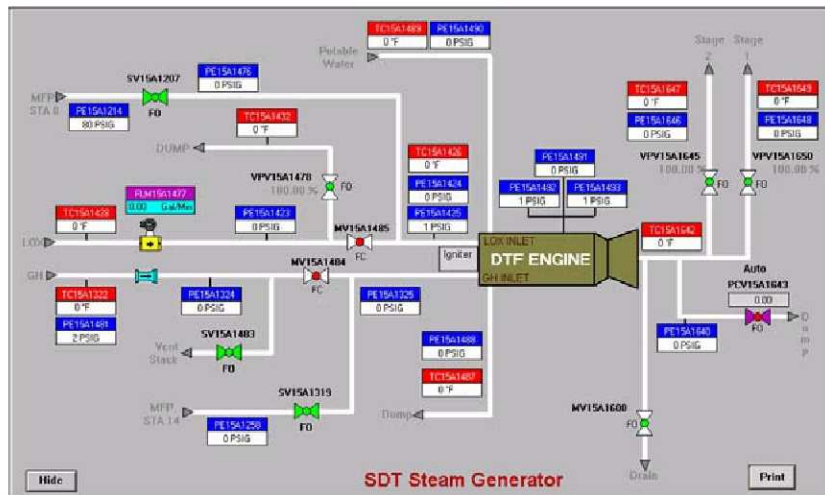 TC15A1489
0 °F
PE15A1490
0 PSIG
Potable
Water
Stage
2
Stage
1
SV15A1207
FO
PE15A1476
0 PSIG
MFP
STA 8
PE15A1214
80 PSIG
TC15A1432
0 °F
DUMP
VPV15A1478
100.00 %
FO
TC15A1426
0 °F
PE15A1424
0 PSIG
PE15A1425
1 PSIG
PE15A1491
0 PSIG
PE15A1492
1 PSIG
PE15A1493
1 PSIG
TC15A1647
0 °F
PE15A1646
0 PSIG
TC15A1649
0 °F
PE15A1648
0 PSIG
VPV15A1645
100.00 %
FO
VPV15A1650
100.00 %
FO
FLM15A1477
0.00 Gal/Min
TC15A1428
0 °F
PE15A1423
0 PSIG
MV15A1485
FC
LOX
Igniter
LOX INLET
DTF ENGINE
GH INLET
TC15A1642
0 °F
GH
MV15A1484
FC
TC15A1322
0 °F
PE15A1481
2 PSIG
PE15A1324
0 PSIG
PE15A1325
0 PSIG
Auto
PCV15A1643
0.00
FO
Dump
PE15A1640
0 PSIG
SV15A1483
FO
Vent
Stack
PE15A1488
0 PSIG
TC15A1487
0 °F
Dump
SV15A1319
FO
MFP
STA 14
PE15A1258
0 PSIG
MV15A1600
FO
Drain
Hide
SDT Steam Generator
Print